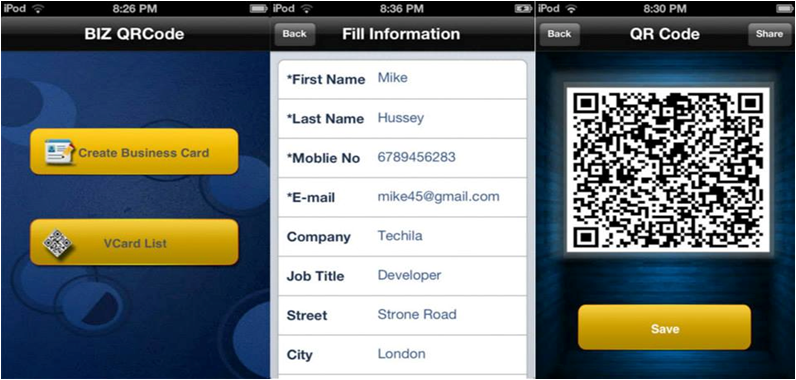 iPod 8:26 PM
BIZ QRCode
Create Business Card
VCard List
iPod 8:36 PM
Back Fill Information
*First Name Mike
*Last Name Hussey
*Moblie No 6789456283
*E-mail mike45@gmail.com
Company Techila
Job Title Developer
Street Strone Road
City London
iPod 8:30 PM
Back QR Code Share
Save